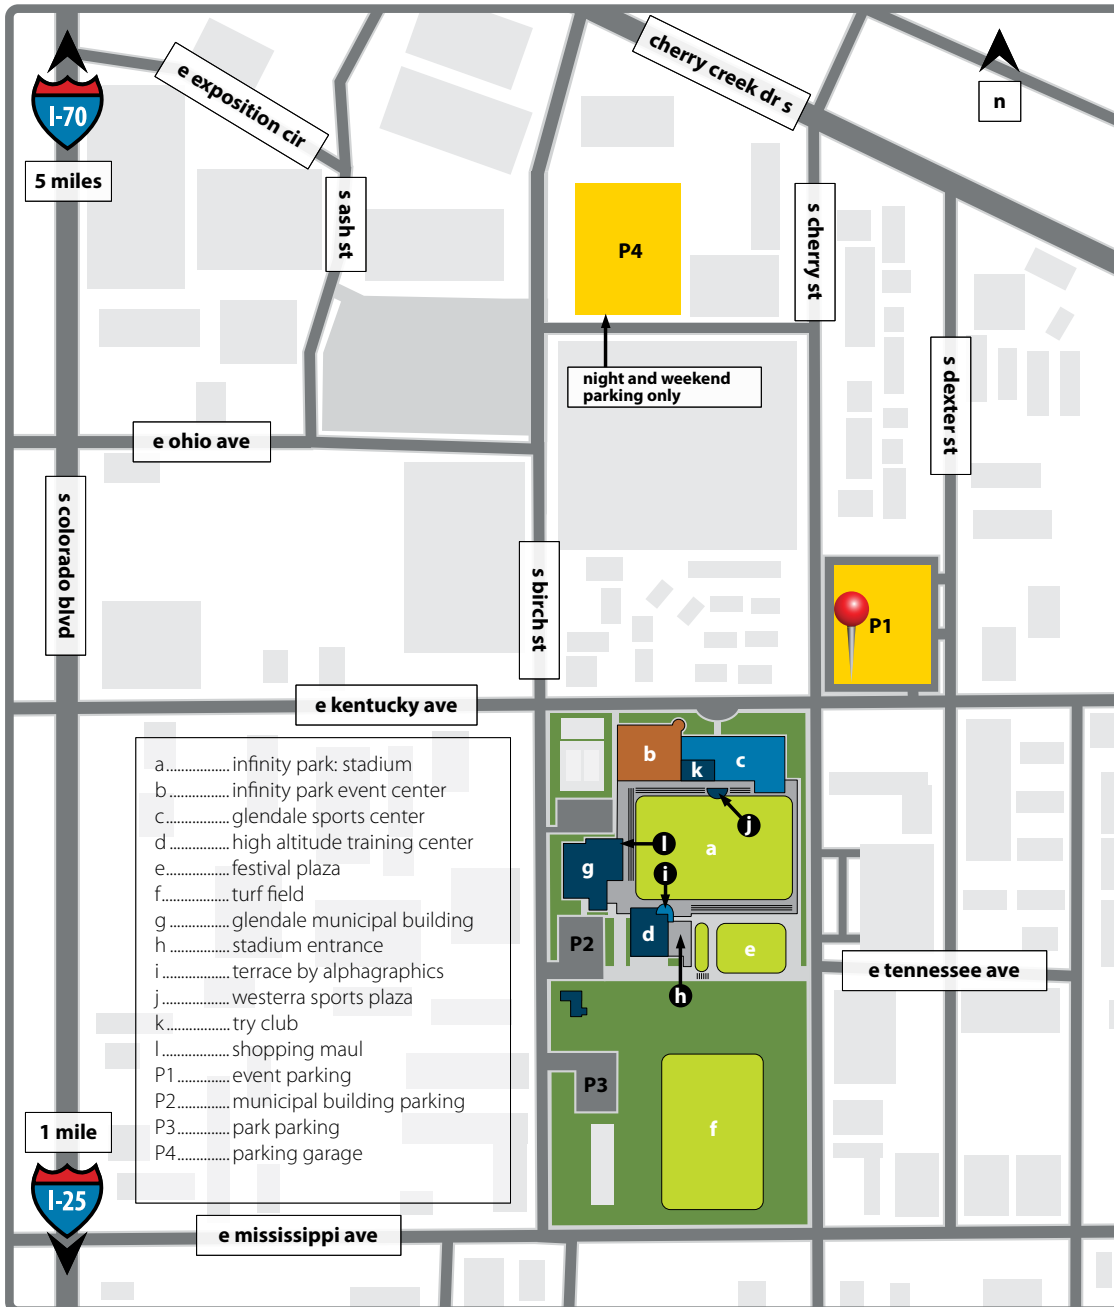 cherry creek dr s
n
e exposition cir
I-70
5 miles
s ash st
s cherry st
P4
night and weekend
parking only
s dexter st
e ohio ave
s colorado blvd
s birch st
P1
e kentucky ave
a................infinity park: stadium
b................infinity park event center
c................glendale sports center
d................high altitude training center
e................festival plaza
f................turf field
g................glendale municipal building
h................stadium entrance
i................terrace by alphagraphics
j................westerra sports plaza
k................try club
l................shopping maul
P1.............event parking
P2.............municipal building parking
P3.............park parking
P4.............parking garage
b
k
c
j
a
l
g
i
d
P2
e
h
e tennessee ave
P3
f
1 mile
I-25
e mississippi ave